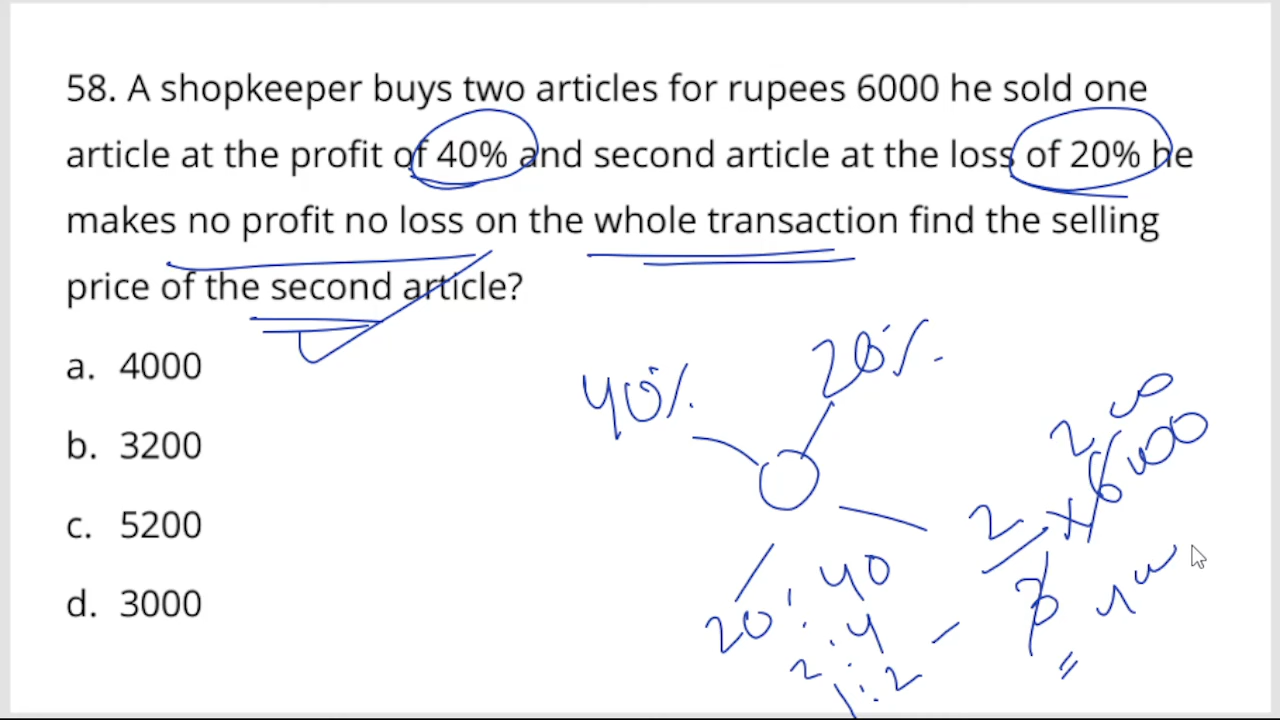 58. A shopkeeper buys two articles for rupees 6000 he sold one
article at the profit of 40% and second article at the loss of 20% he
makes no profit no loss on the whole transaction find the selling
price of the second article?
a. 4000
b. 3200
c. 5200
d. 3000
40%
20%
20 : 40
2 : 4
1 : 2
2
3